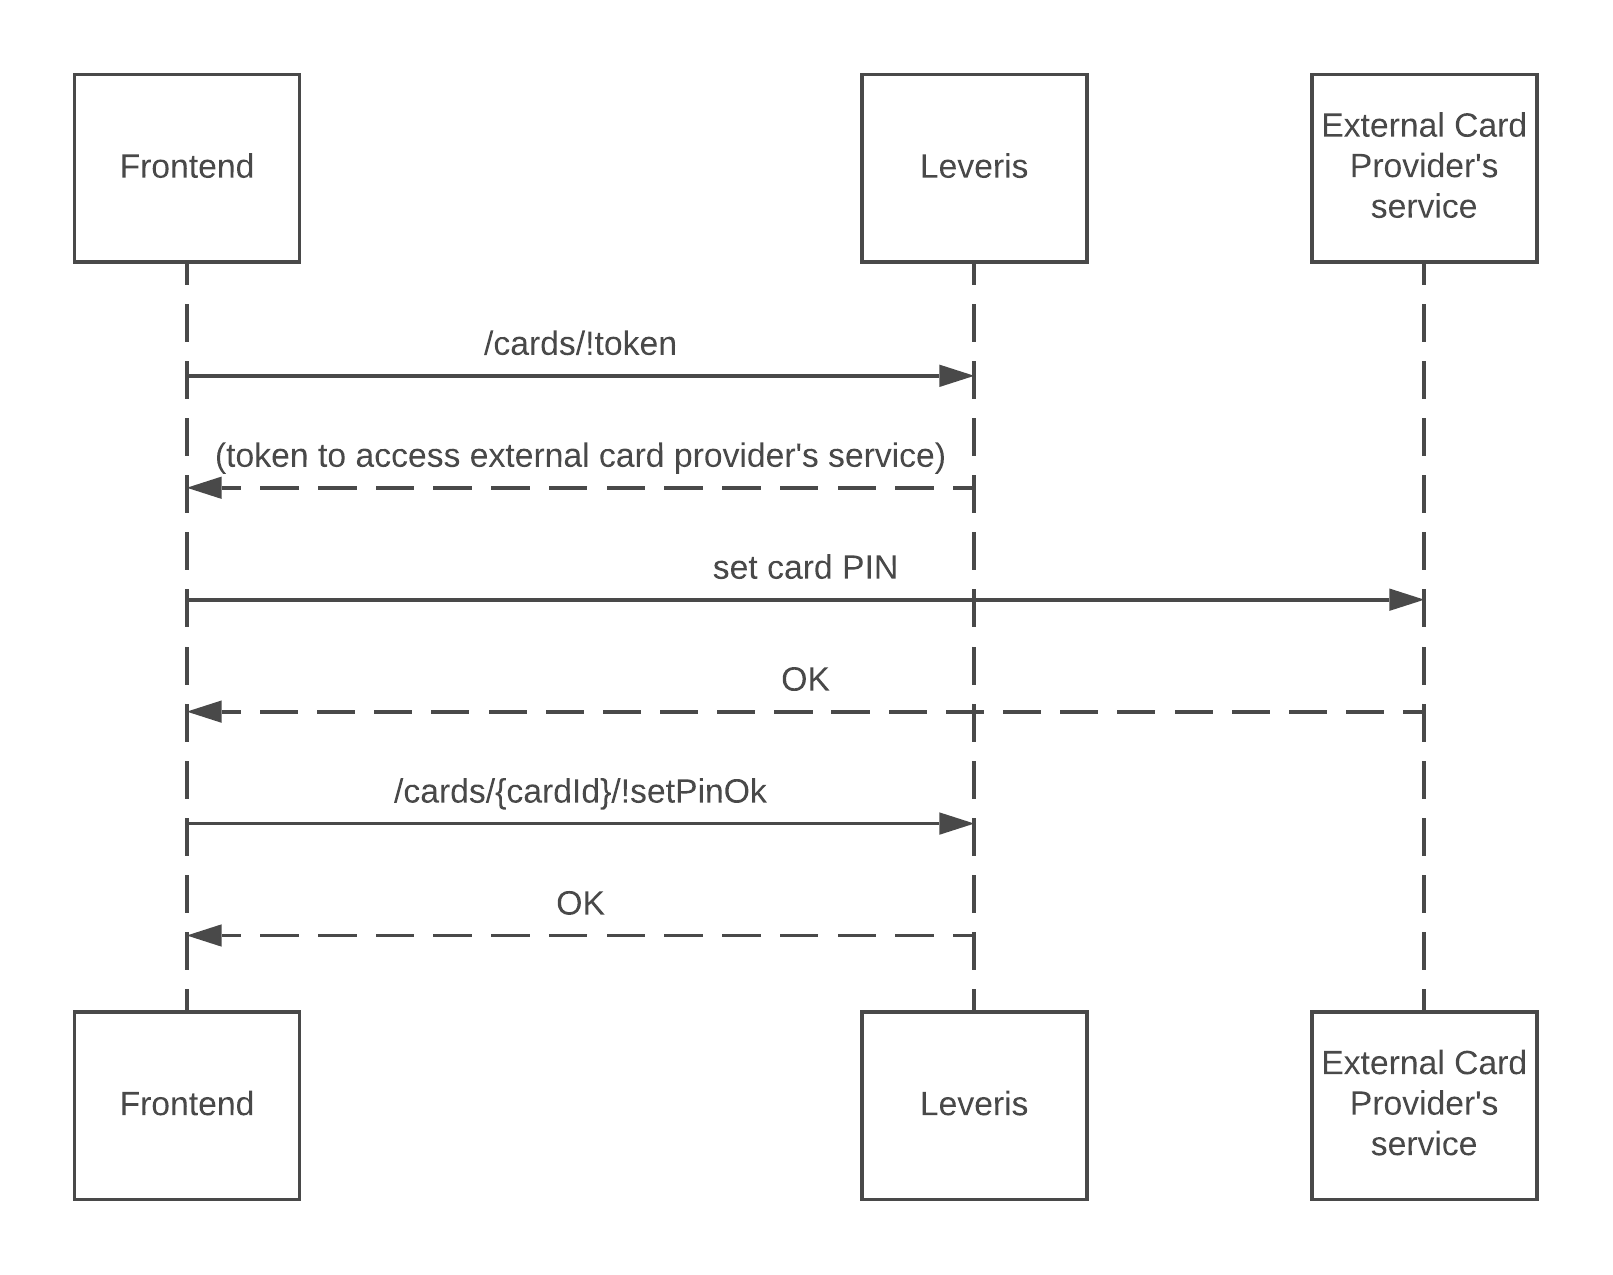 Frontend
Leveris
External Card
Provider's
service
/cards/!token
(token to access external card provider's service)
set card PIN
OK
/cards/{cardId}/!setPinOk
OK
Frontend
Leveris
External Card
Provider's
service